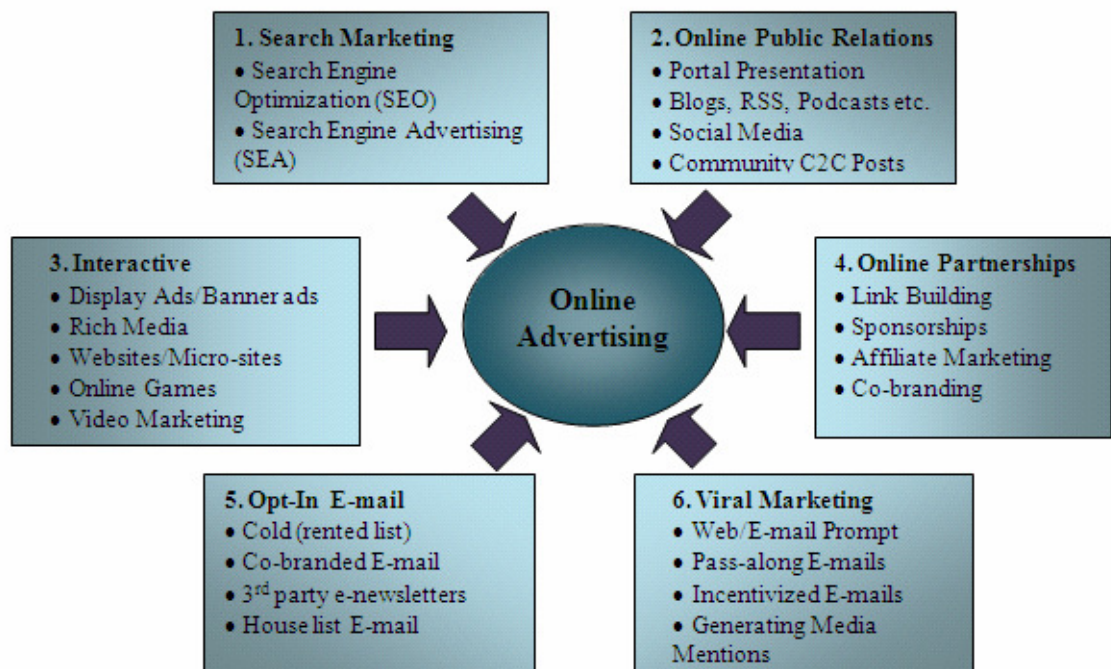 1. Search Marketing
• Search Engine
Optimization (SEO)
• Search Engine Advertising
(SEA)
2. Online Public Relations
• Portal Presentation
• Blogs, RSS, Podcasts etc.
• Social Media
• Community C2C Posts
3. Interactive
• Display Ads/Banner ads
• Rich Media
• Websites/Micro-sites
• Online Games
• Video Marketing
Online
Advertising
4. Online Partnerships
• Link Building
• Sponsorships
• Affiliate Marketing
• Co-branding
5. Opt-In E-mail
• Cold (rented list)
• Co-branded E-mail
• 3rd party e-newsletters
• House list E-mail
6. Viral Marketing
• Web/E-mail Prompt
• Pass-along E-mails
• Incentivized E-mails
• Generating Media
Mentions